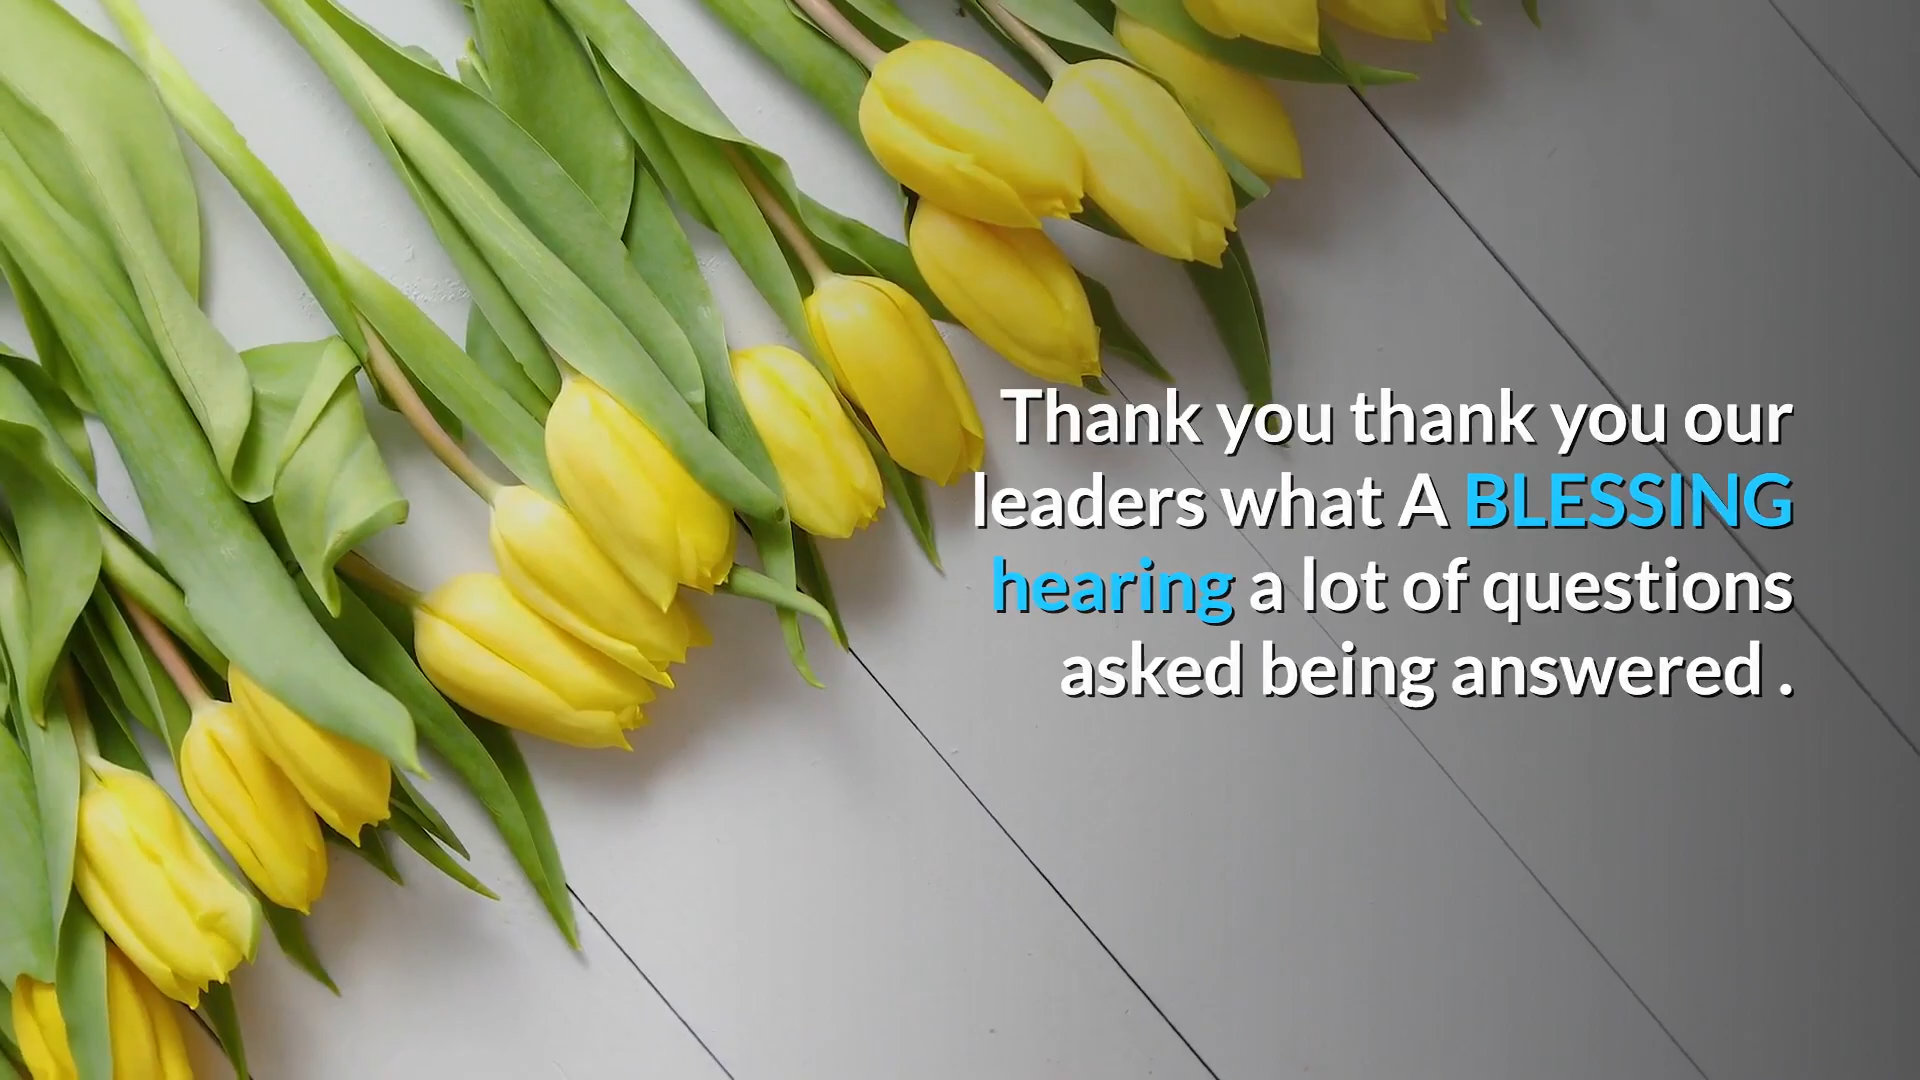 Thank you thank you our
leaders what A BLESSING
hearing a lot of questions
asked being answered .